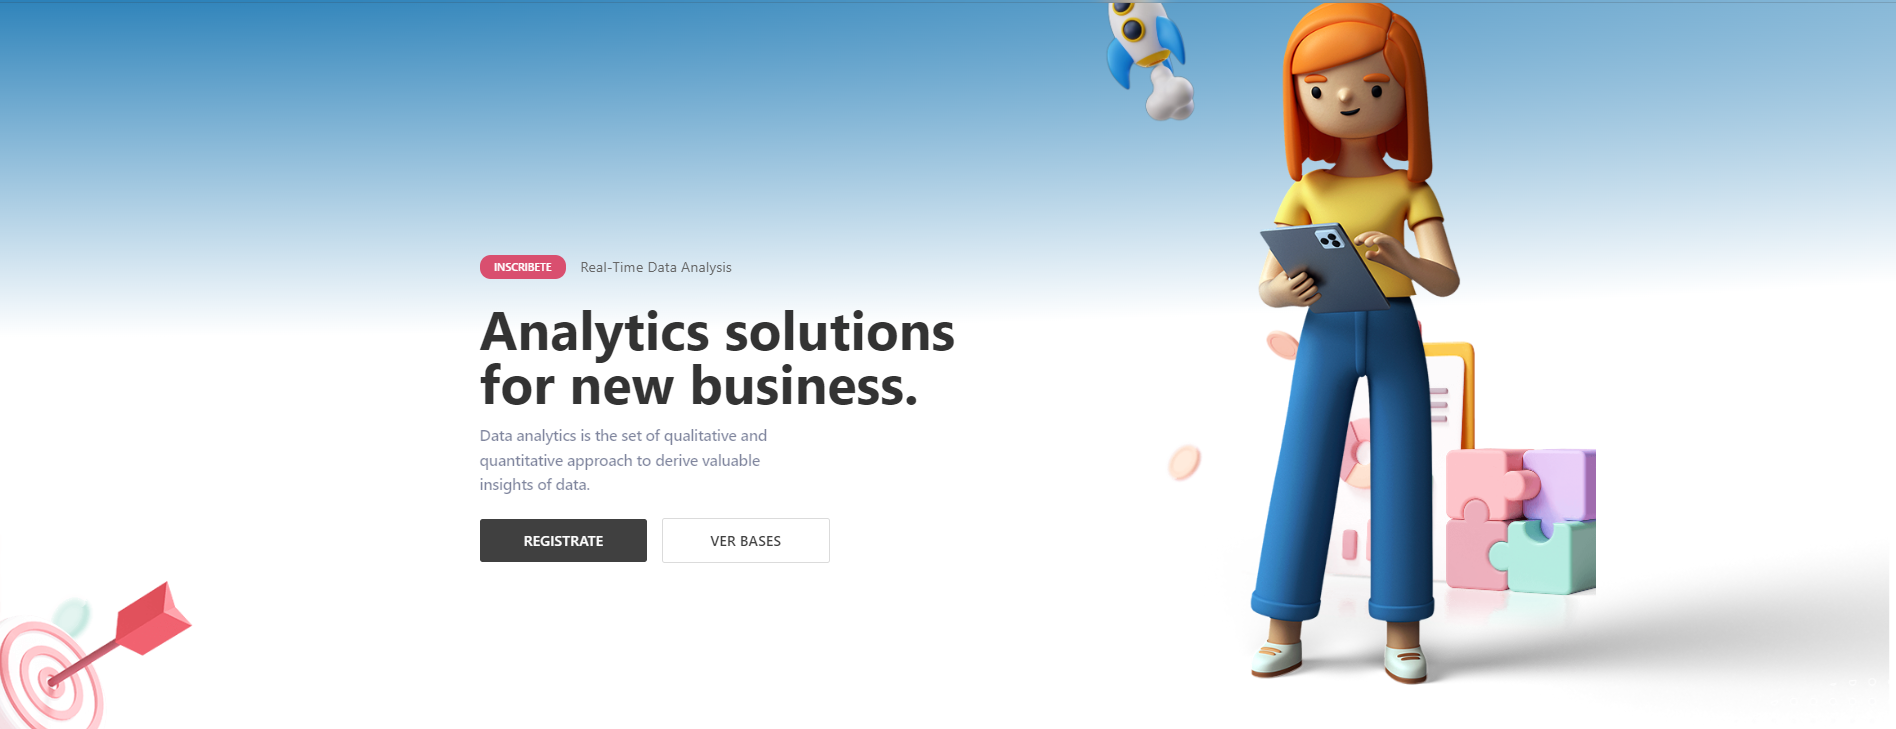 INSCRIBETE Real-Time Data Analysis
Analytics solutions
for new business.
Data analytics is the set of qualitative and
quantitative approach to derive valuable
insights of data.
REGISTRATE VER BASES